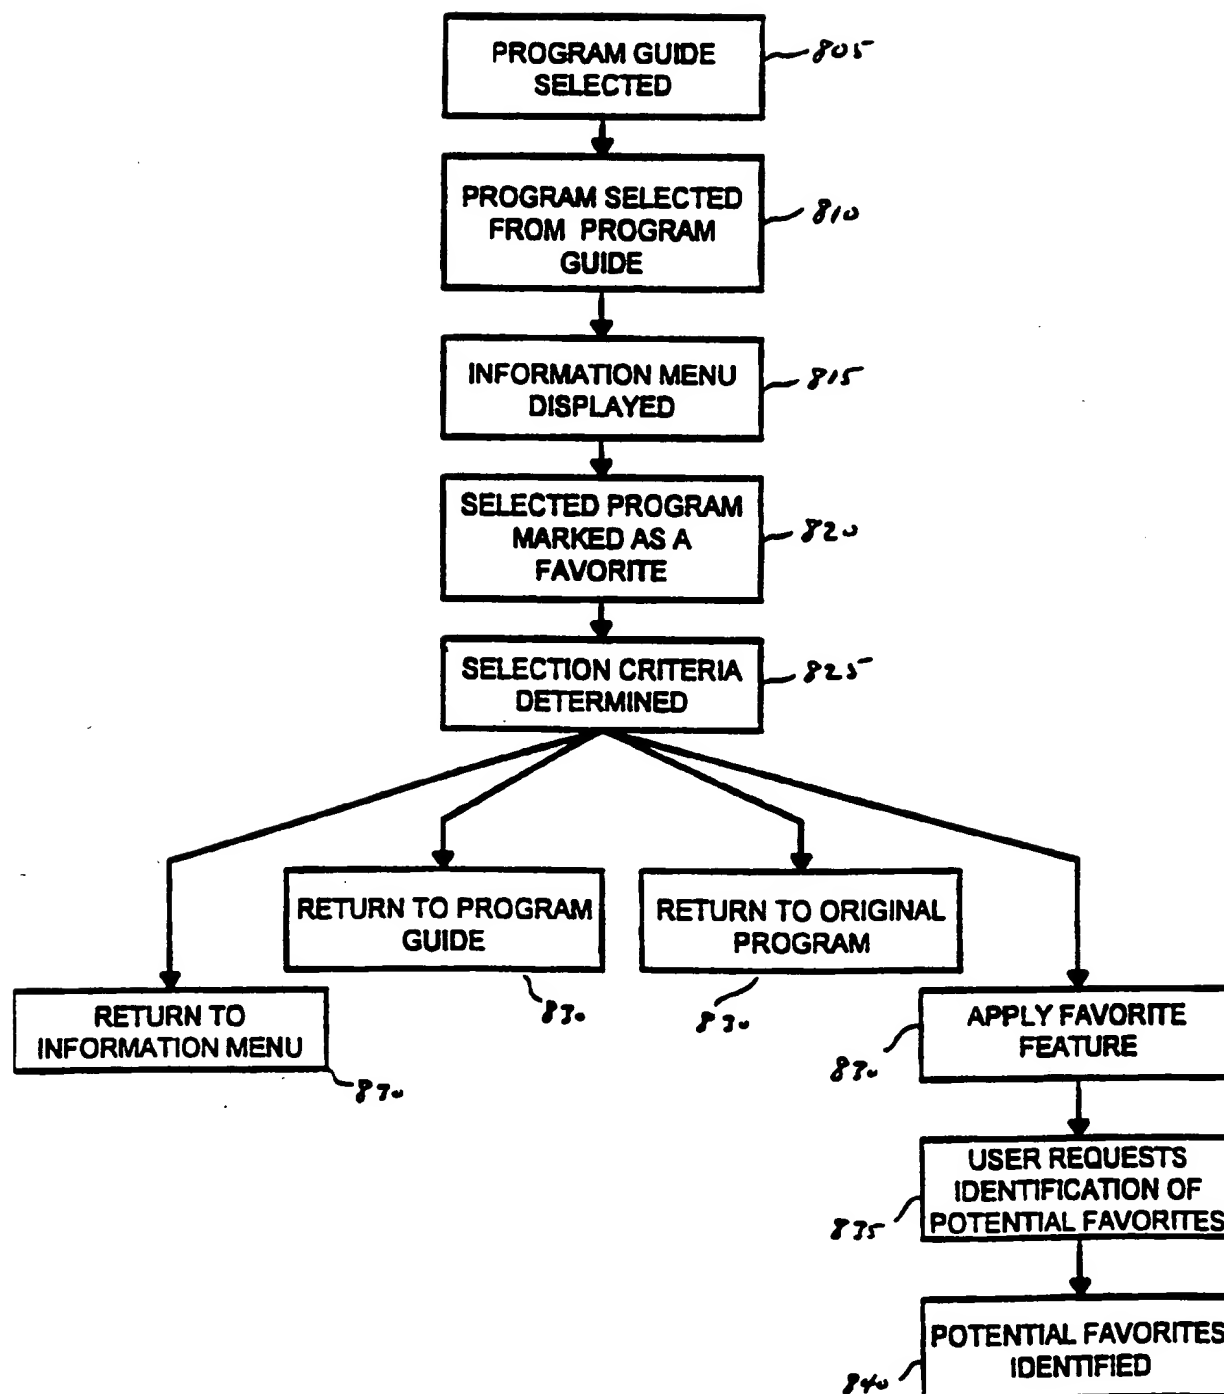 PROGRAM GUIDE
SELECTED
805
PROGRAM SELECTED
FROM PROGRAM
GUIDE
810
INFORMATION MENU
DISPLAYED
815
SELECTED PROGRAM
MARKED AS A
FAVORITE
820
SELECTION CRITERIA
DETERMINED
825
RETURN TO
INFORMATION MENU
830
RETURN TO PROGRAM
GUIDE
830
RETURN TO ORIGINAL
PROGRAM
830
APPLY FAVORITE
FEATURE
830
USER REQUESTS
IDENTIFICATION OF
POTENTIAL FAVORITES
835
POTENTIAL FAVORITES
IDENTIFIED
840